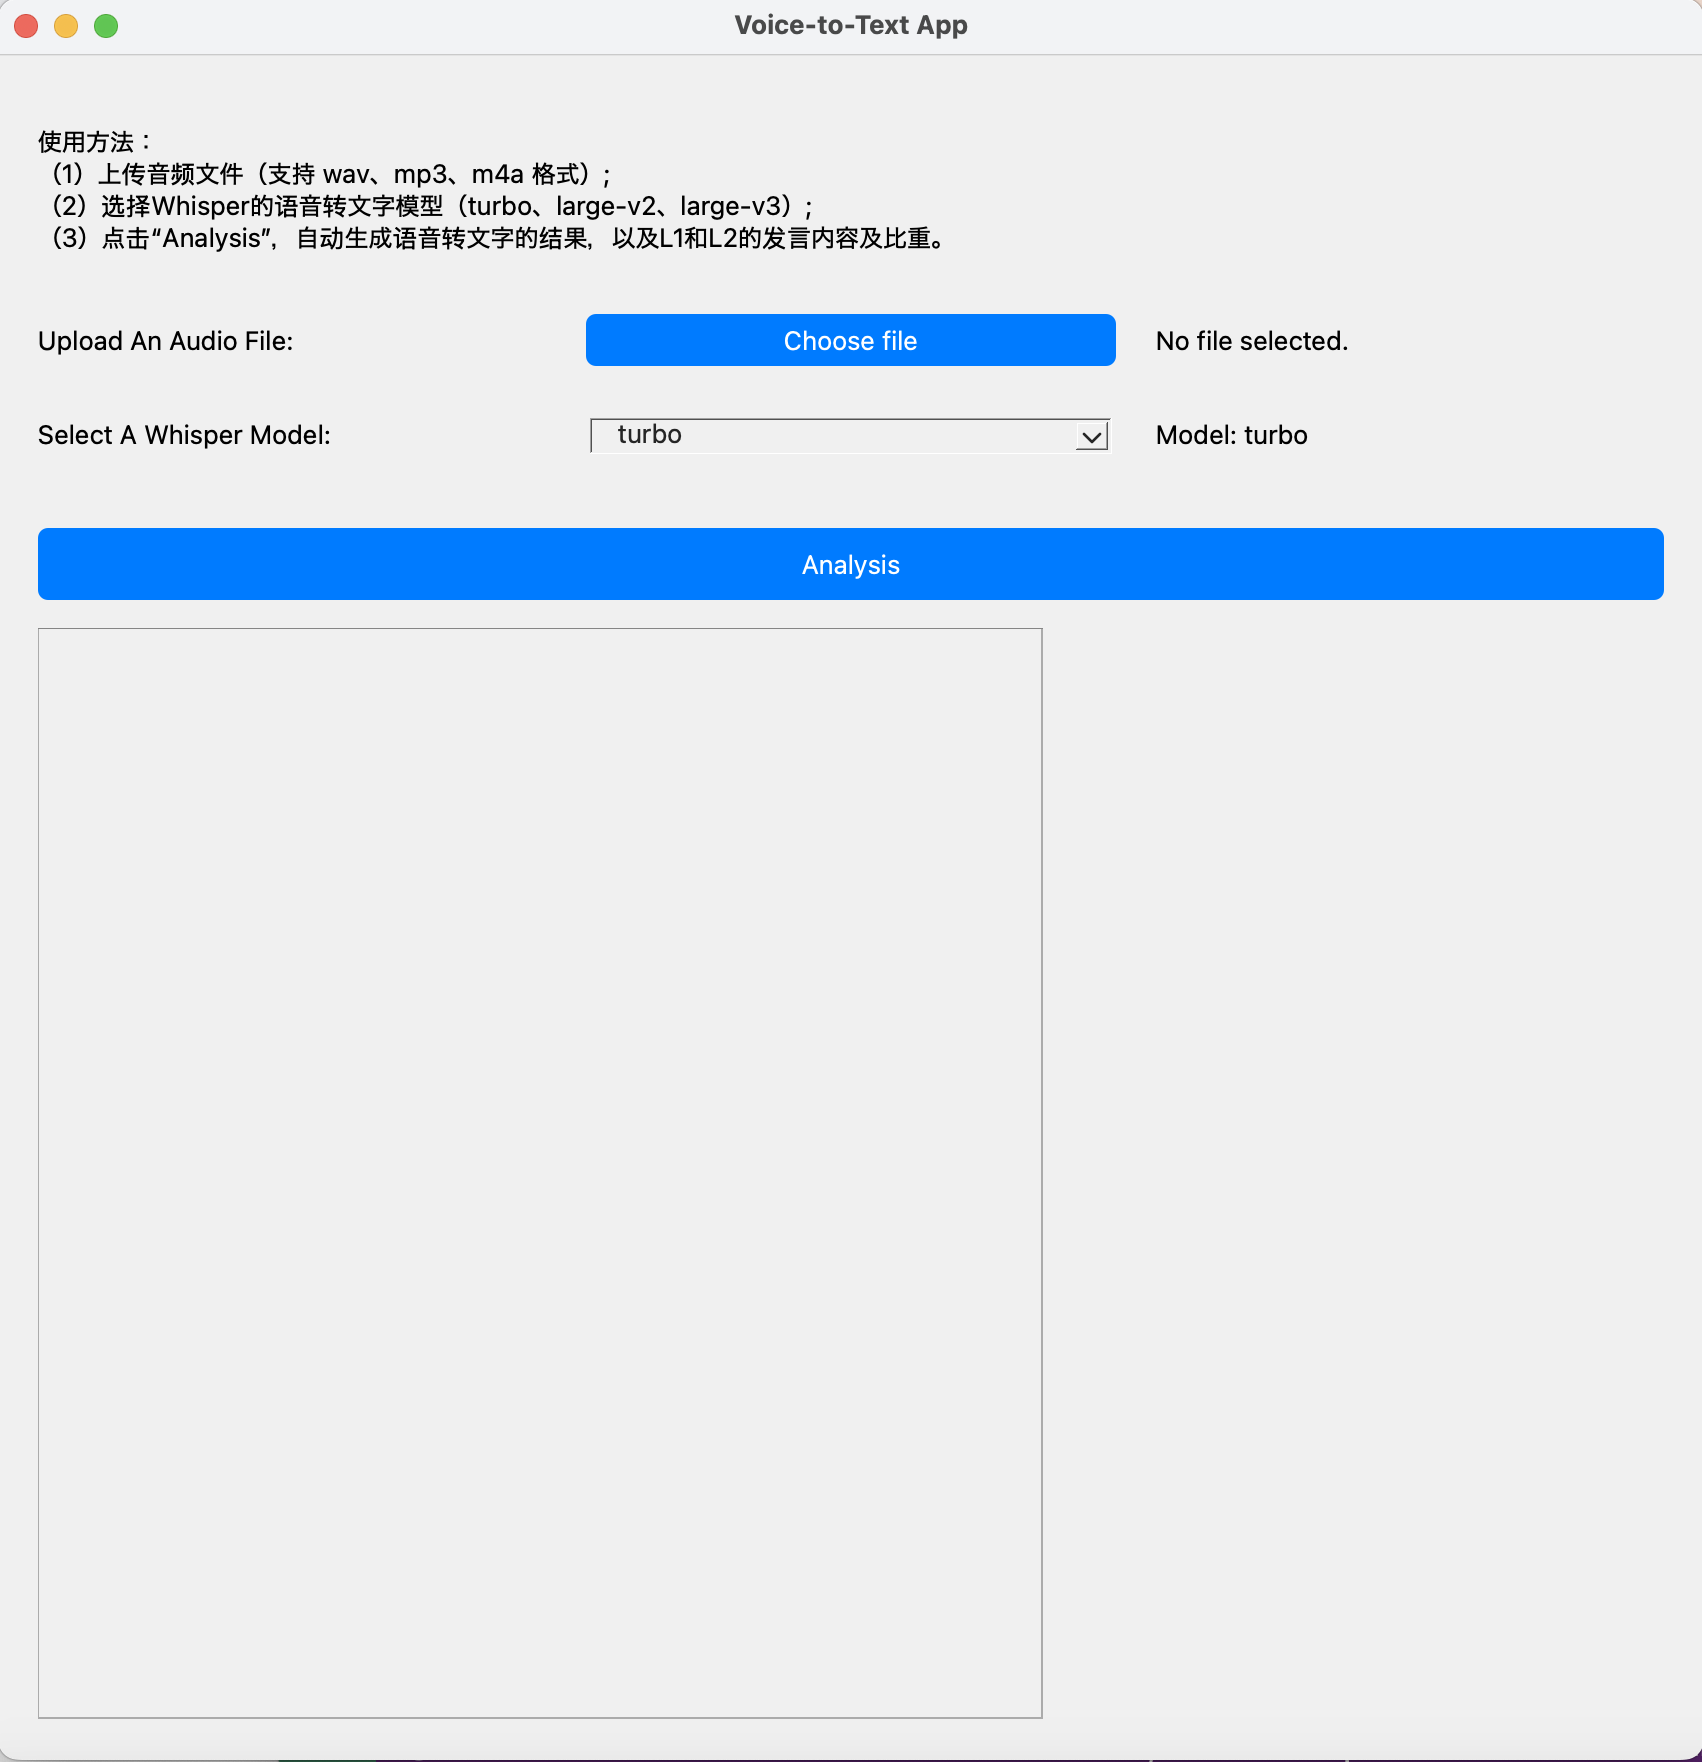 Voice-to-Text App
使用方法：
（1）上传音频文件（支持 wav、mp3、m4a 格式）；
（2）选择Whisper的语音转文字模型（turbo、large-v2、large-v3）；
（3）点击“Analysis”，自动生成语音转文字的结果，以及L1和L2的发言内容及比重。
Upload An Audio File: Choose file No file selected.
Select A Whisper Model: turbo Model: turbo
Analysis